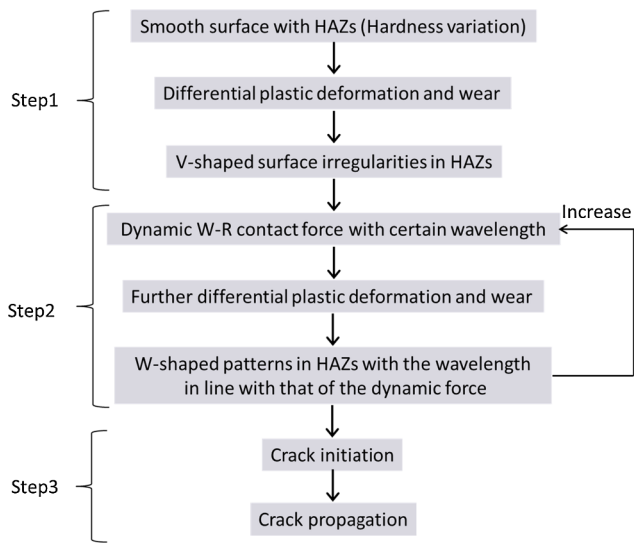 Smooth surface with HAZs (Hardness variation)
Step1
Differential plastic deformation and wear
V-shaped surface irregularities in HAZs
Increase
Dynamic W-R contact force with certain wavelength
Step2
Further differential plastic deformation and wear
W-shaped patterns in HAZs with the wavelength
in line with that of the dynamic force
Crack initiation
Step3
Crack propagation